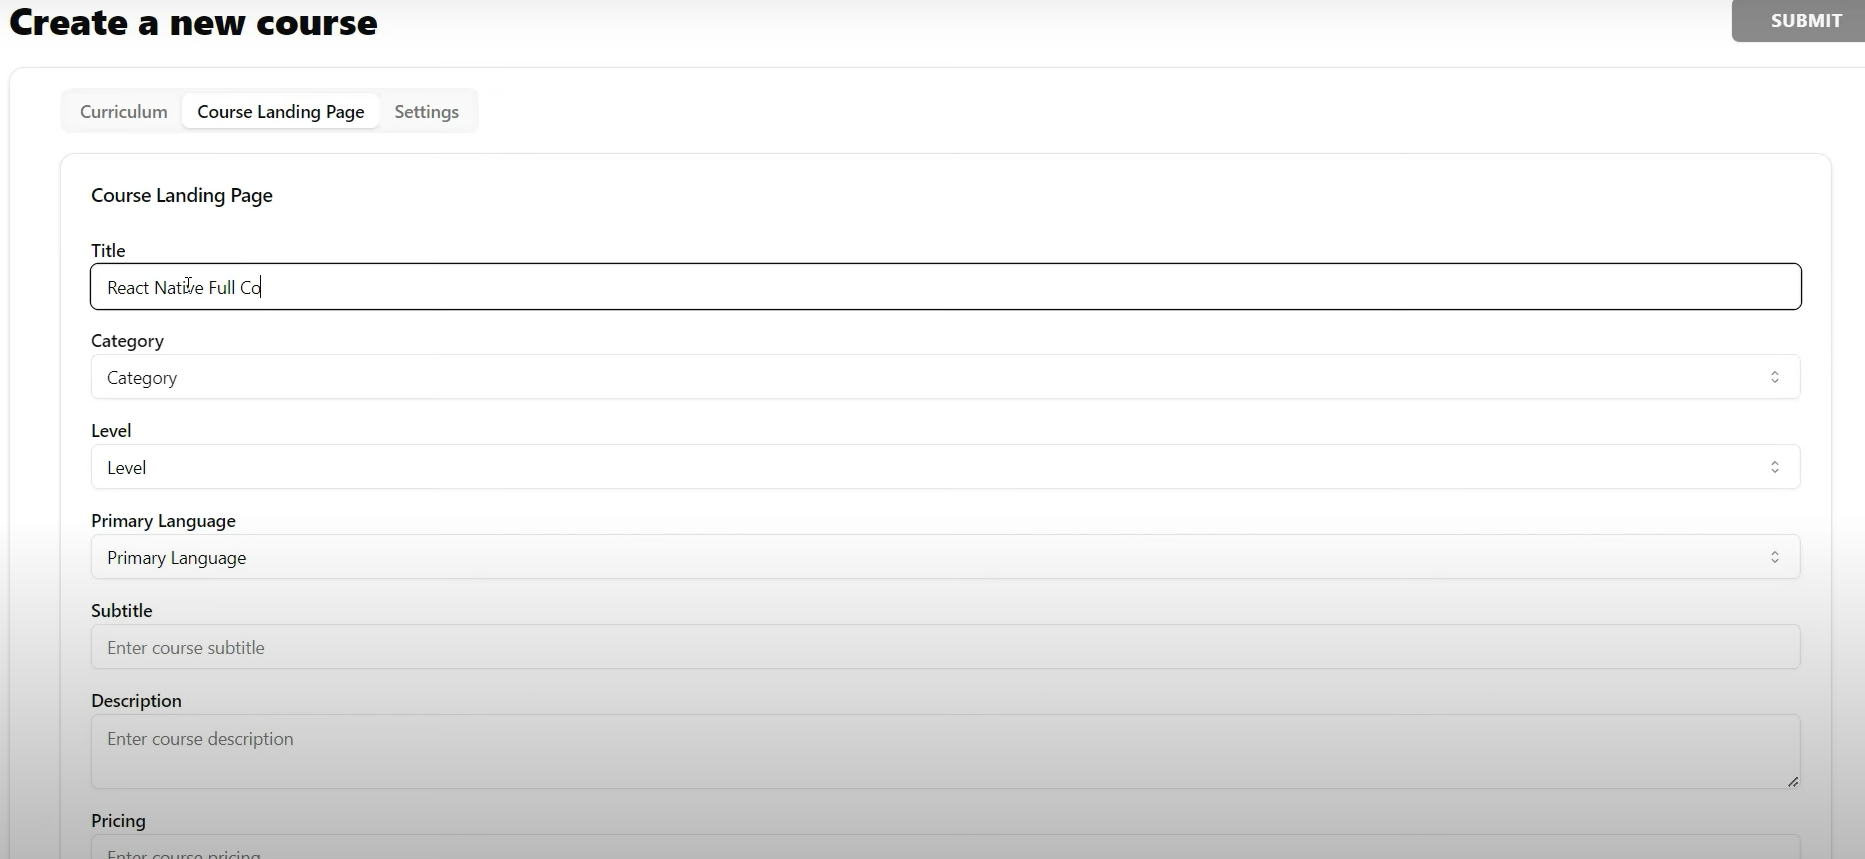 Create a new course
SUBMIT
Curriculum Course Landing Page Settings
Course Landing Page
Title
React Native Full Co
Category
Category
Level
Level
Primary Language
Primary Language
Subtitle
Enter course subtitle
Description
Enter course description
Pricing
Enter course pricing